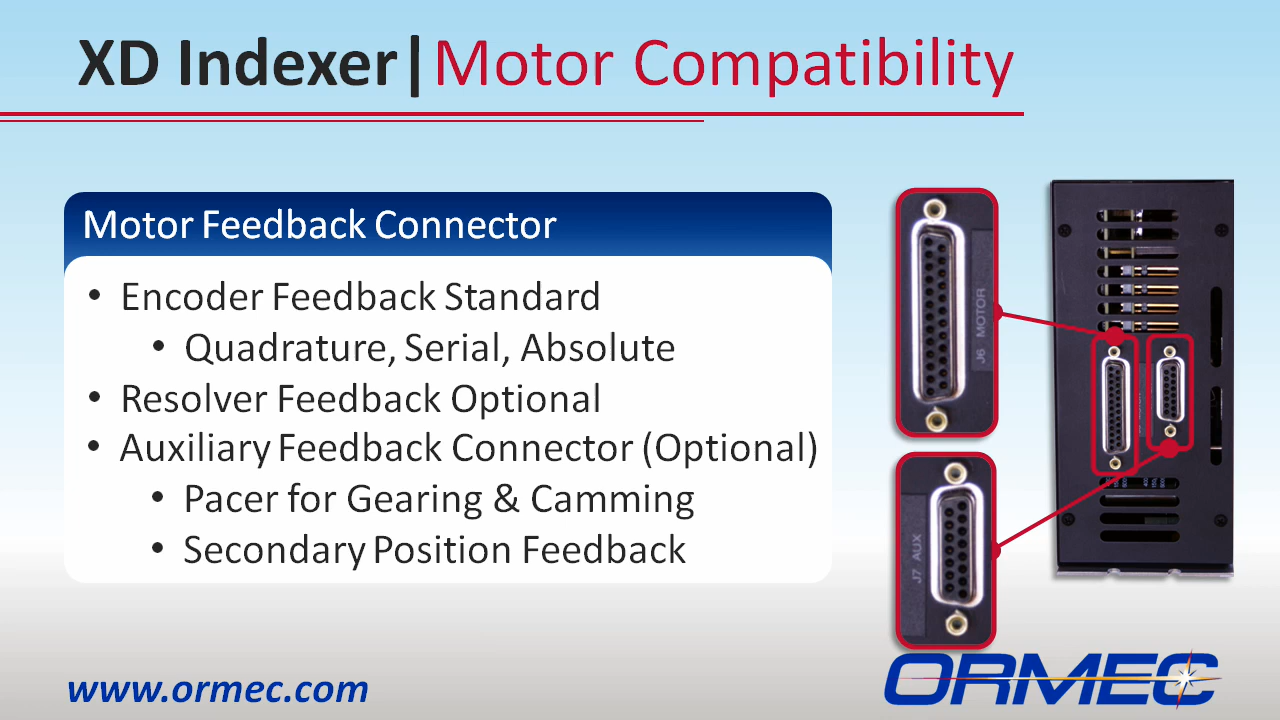 XD Indexer|Motor Compatibility
Motor Feedback Connector
• Encoder Feedback Standard
• Quadrature, Serial, Absolute
• Resolver Feedback Optional
• Auxiliary Feedback Connector (Optional)
• Pacer for Gearing & Camming
• Secondary Position Feedback
J6 MOTOR
J7 AUX
www.ormec.com
ORMEC